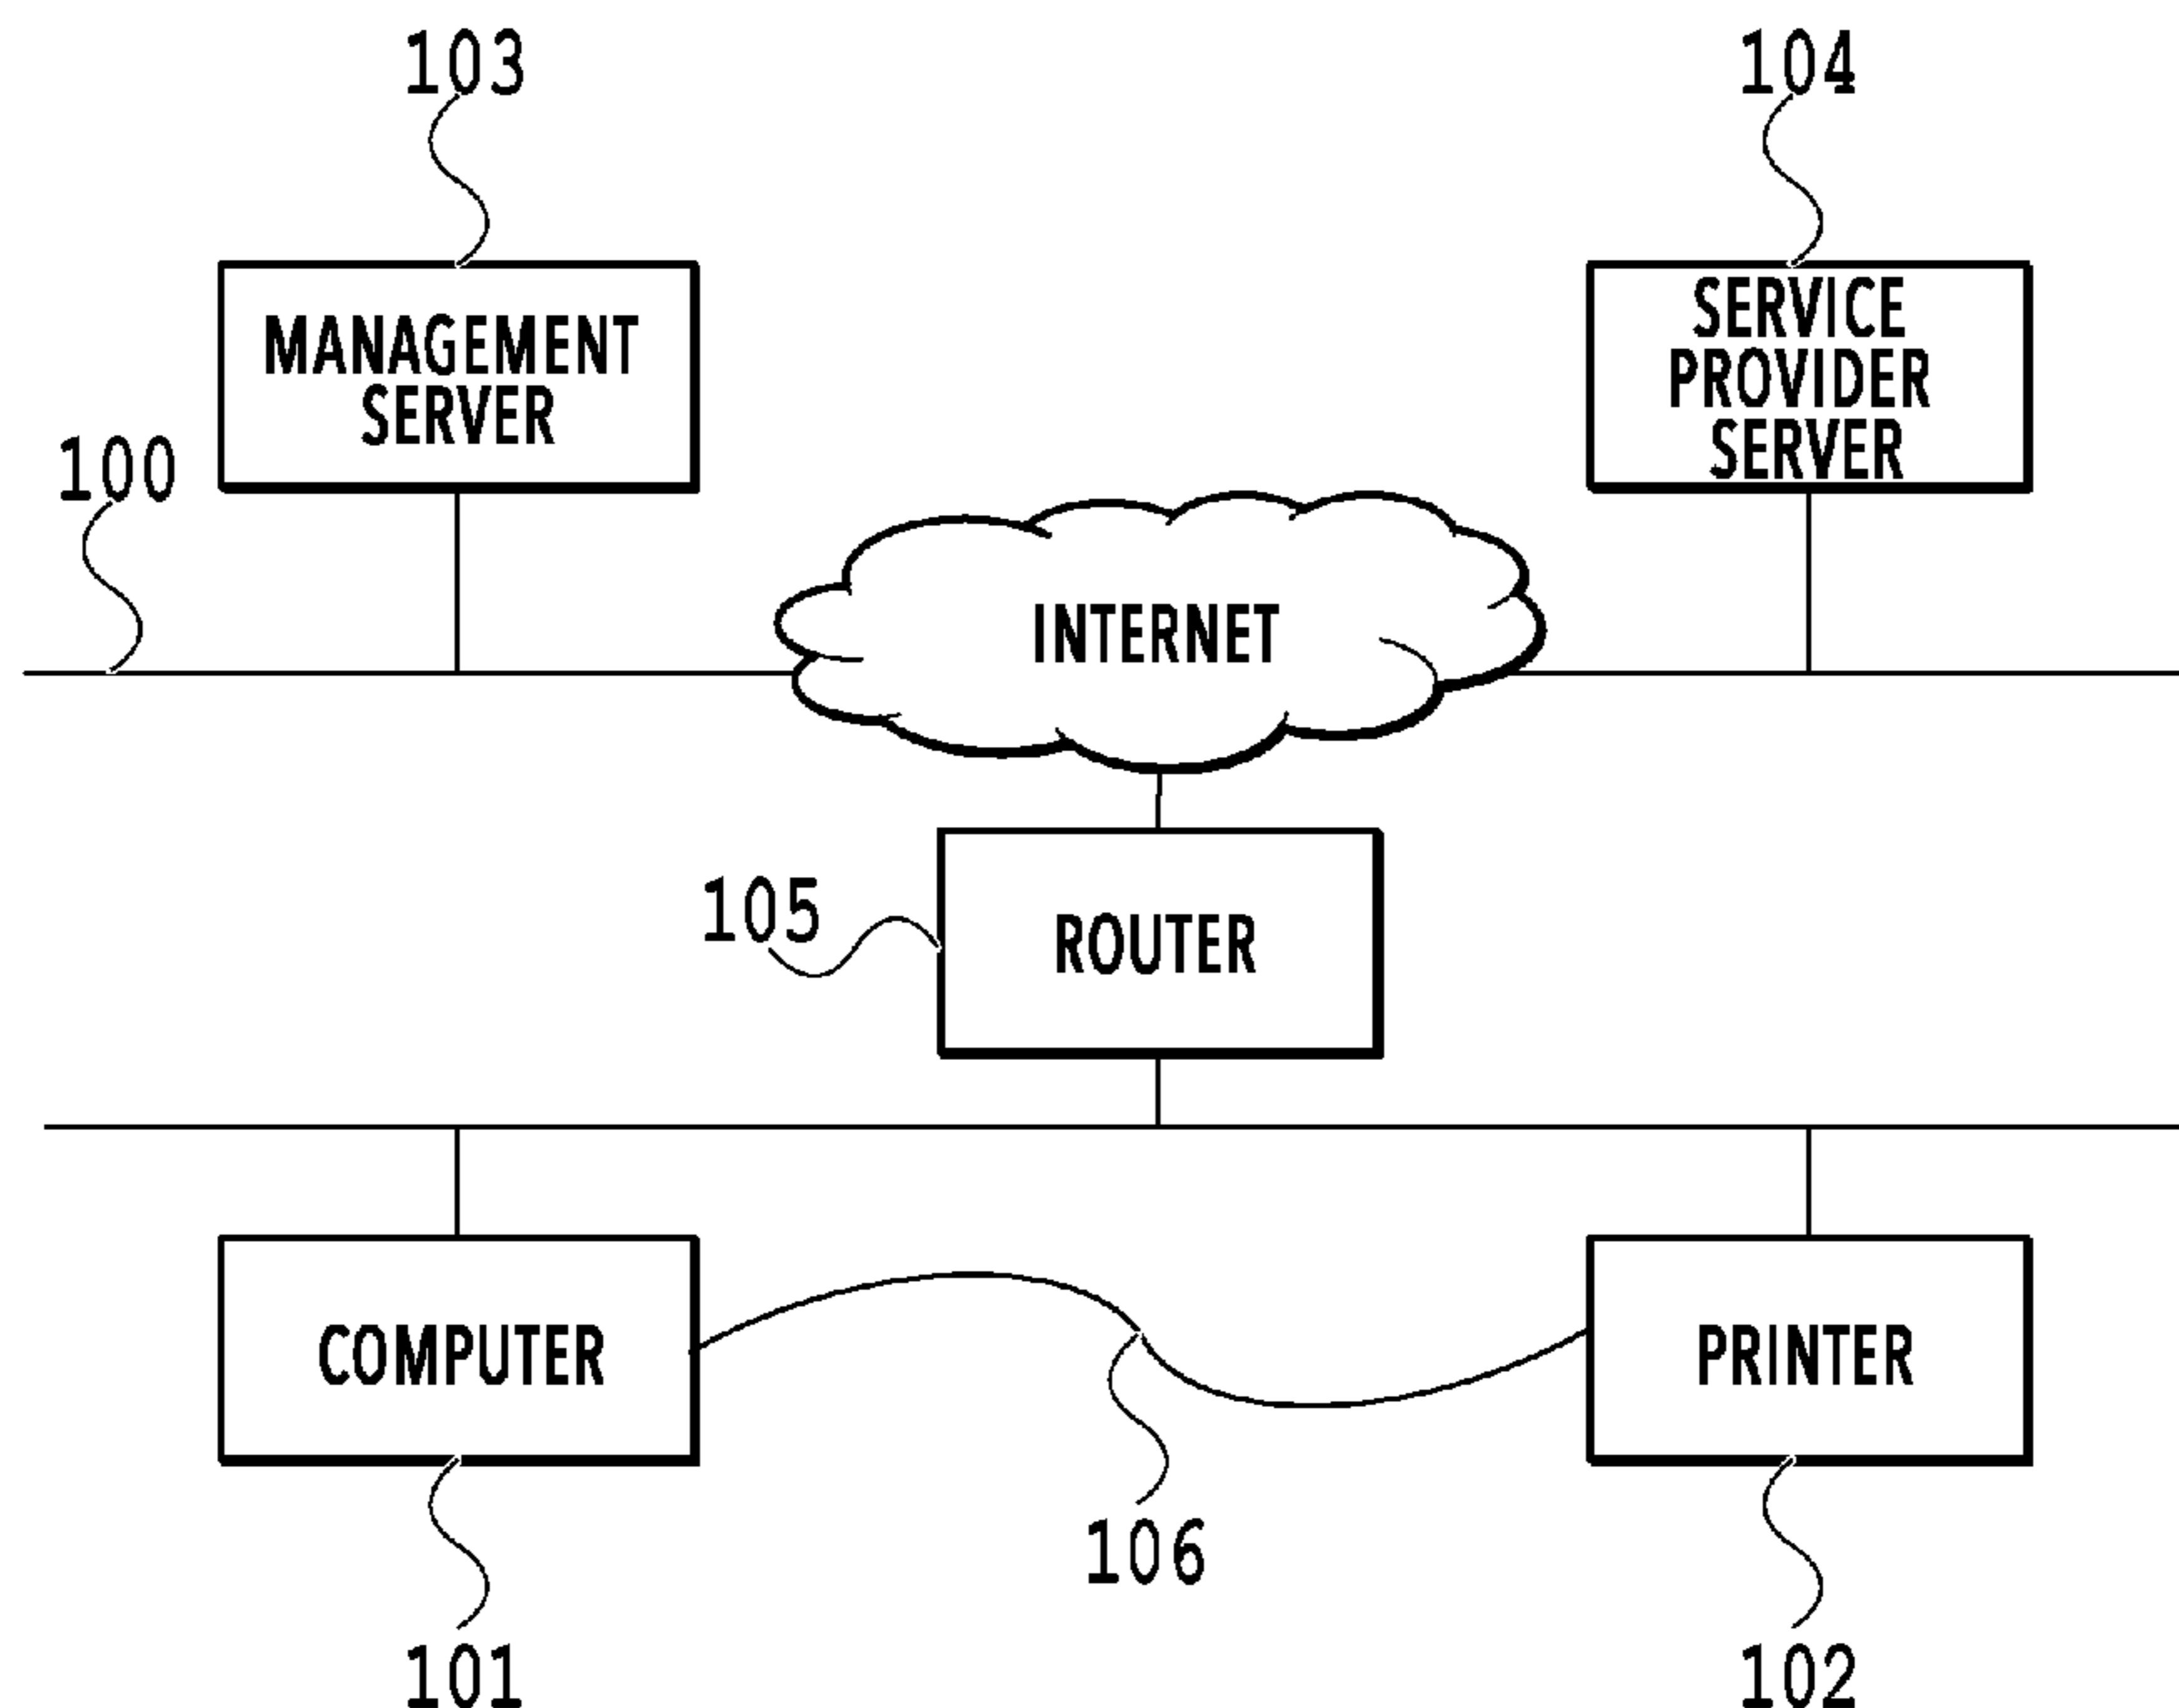 103
104
MANAGEMENT
SERVER
SERVICE
PROVIDER
SERVER
100
INTERNET
105
ROUTER
COMPUTER
PRINTER
106
101
102